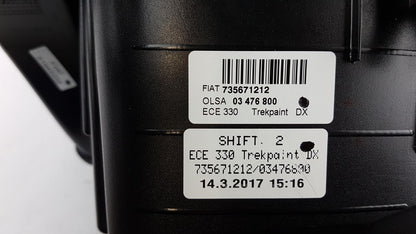 FIAT 735671212
OLSA 03 476 800
ECE 330 Trekpaint DX
SHIFT. 2
ECE 330 Trekpaint DX
735671212/03476800
14.3.2017 15:16